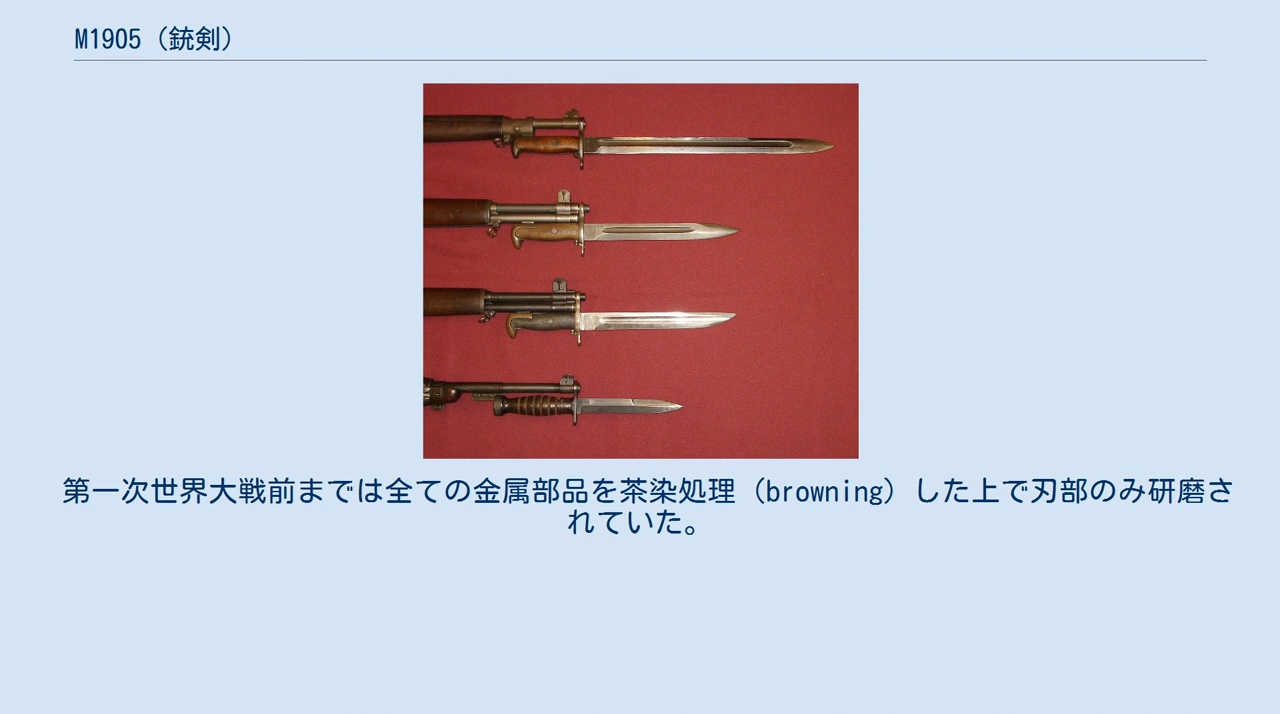 M1905（銃剣）
第一次世界大戦前までは全ての金属部品を茶染処理（browning）した上で刃部のみ研磨さ
れていた。